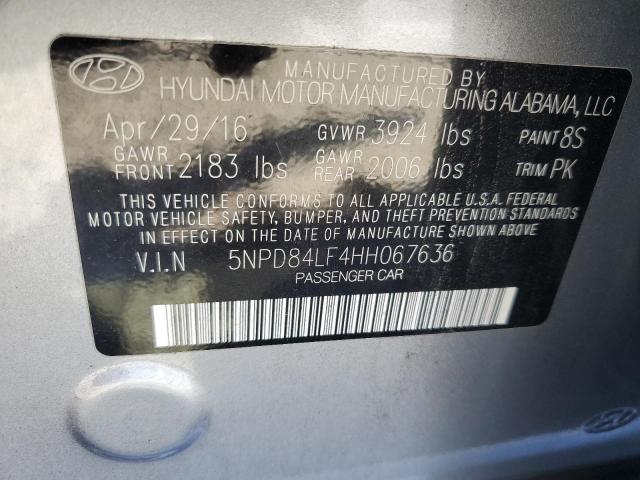 MANUFACTURED BY
HYUNDAI MOTOR MANUFACTURING ALABAMA, LLC
Apr/29/16 GVWR 3924 lbs PAINT 8S
GAWR FRONT 2183 lbs GAWR REAR 2006 lbs TRIM PK
THIS VEHICLE CONFORMS TO ALL APPLICABLE U.S.A. FEDERAL
MOTOR VEHICLE SAFETY, BUMPER, AND THEFT PREVENTION STANDARDS
IN EFFECT ON THE DATE OF MANUFACTURE SHOWN ABOVE.
V.I.N 5NPD84LF4HH067636
PASSENGER CAR